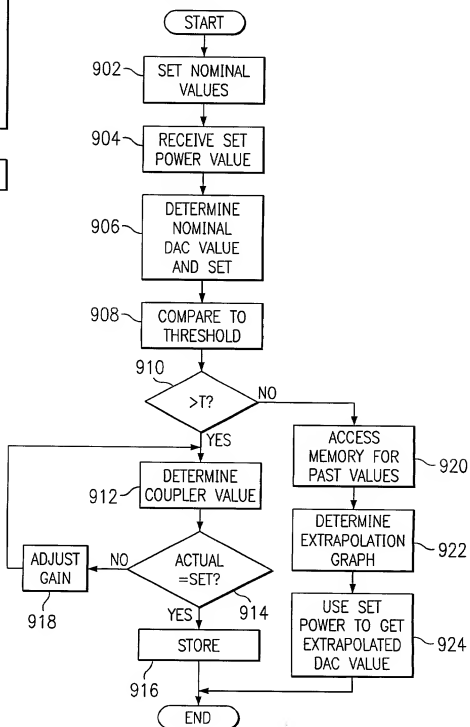 START
902
SET NOMINAL
VALUES
904
RECEIVE SET
POWER VALUE
906
DETERMINE
NOMINAL
DAC VALUE
AND SET
908
COMPARE TO
THRESHOLD
910
>T?
NO
YES
912
DETERMINE
COUPLER VALUE
ACTUAL
=SET?
914
NO
ADJUST
GAIN
918
YES
STORE
916
ACCESS
MEMORY FOR
PAST VALUES
920
DETERMINE
EXTRAPOLATION
GRAPH
922
USE SET
POWER TO GET
EXTRAPOLATED
DAC VALUE
924
END